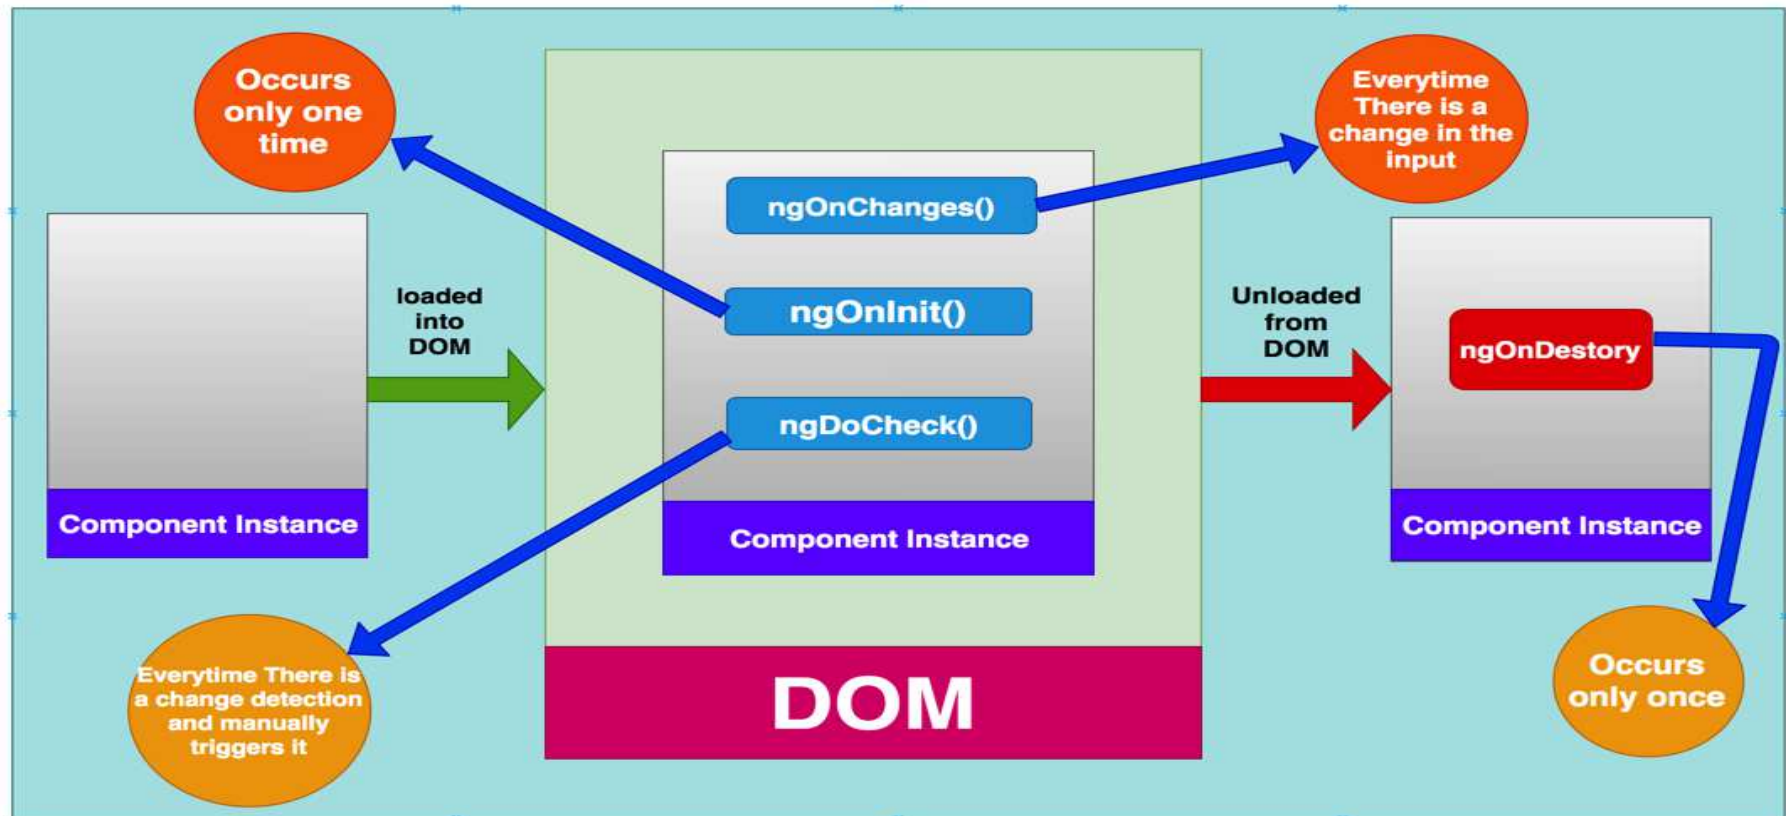 Occurs
only one
time
Everytime
There is a
change in the
input
ngOnChanges()
loaded
into
DOM
ngOnInit()
Unloaded
from
DOM
ngOnDestory
ngDoCheck()
Component Instance
Component Instance
Component Instance
Everytime There is
a change detection
and manually
triggers it
DOM
Occurs
only once